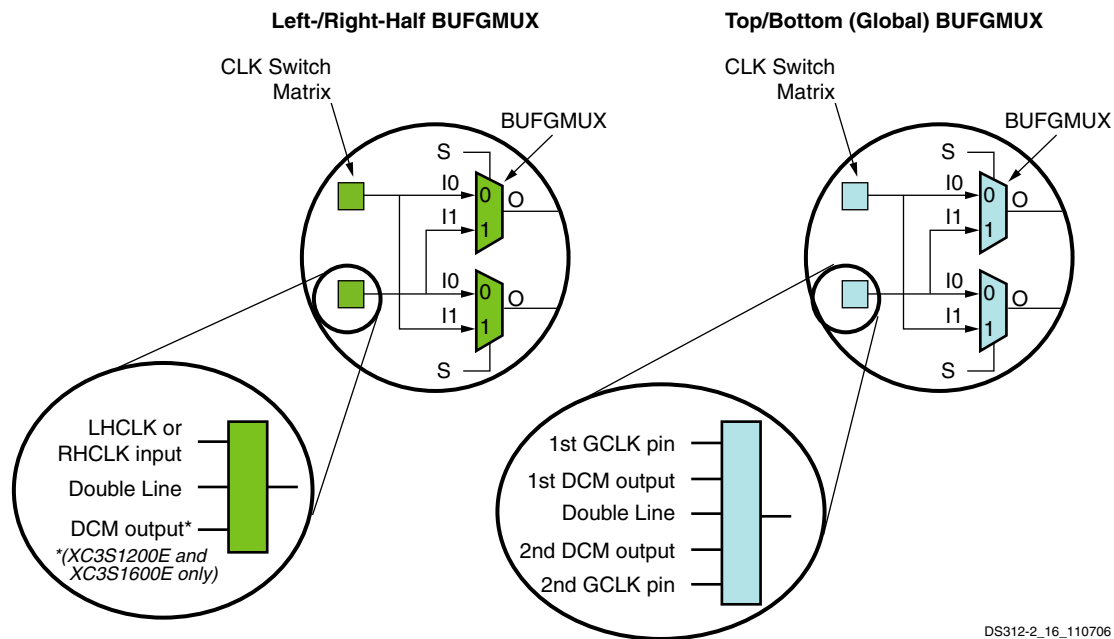 Left-/Right-Half BUFGMUX
CLK Switch
Matrix
BUFGMUX
S
I0
0
O
I1
1
I0
0
O
I1
1
S
LHCLK or
RHCLK input
Double Line
DCM output*
*(XC3S1200E and
XC3S1600E only)
Top/Bottom (Global) BUFGMUX
CLK Switch
Matrix
BUFGMUX
S
I0
0
O
I1
1
I0
0
O
I1
1
S
1st GCLK pin
1st DCM output
Double Line
2nd DCM output
2nd GCLK pin
DS312-2_16_110706